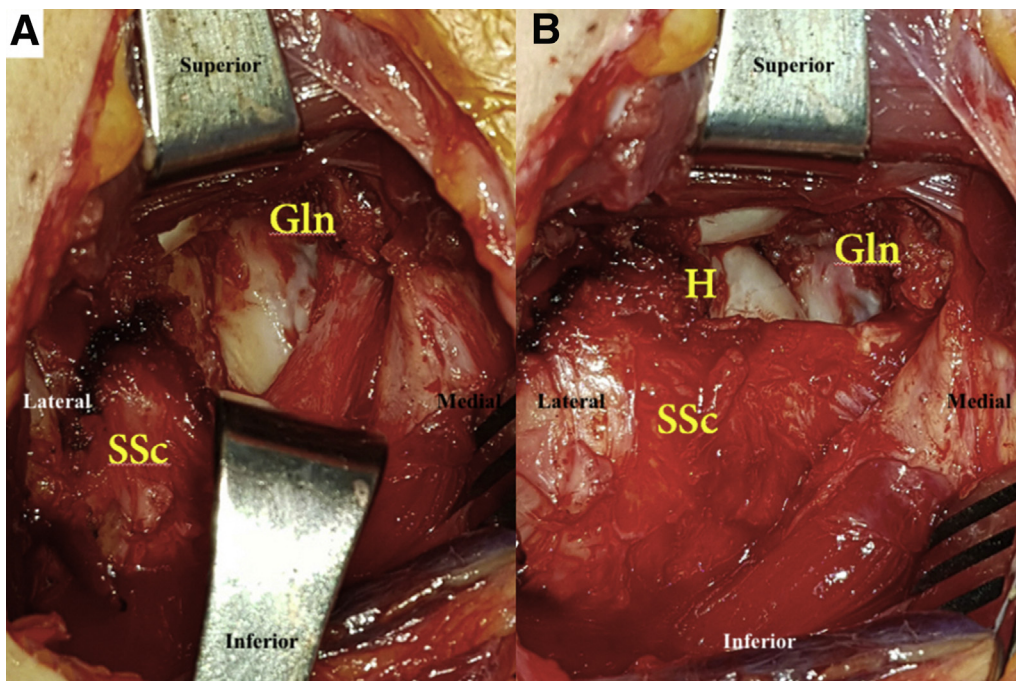 A
Superior
Gln
Lateral
Medial
SSc
Inferior
B
Superior
Gln
H
Lateral
SSc
Medial
Inferior